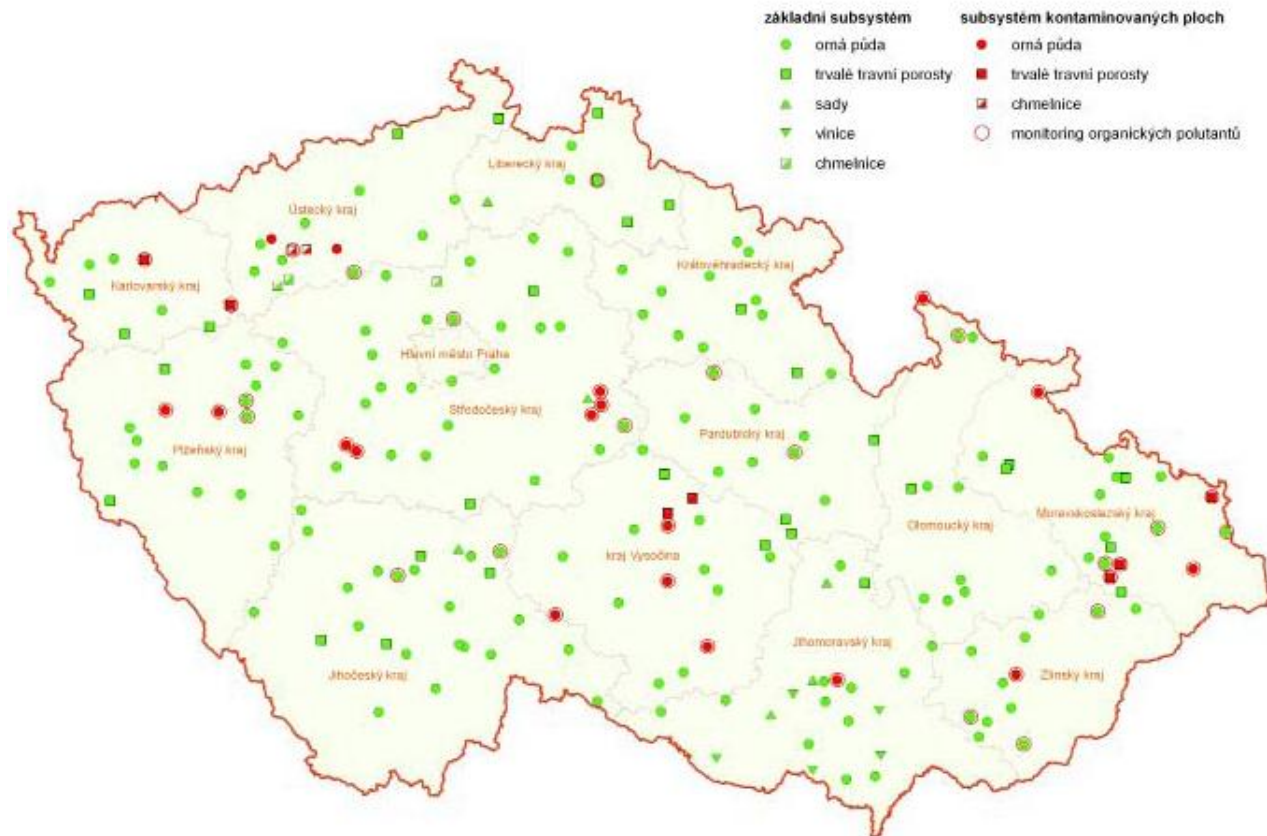 základní subsystém
orná půda
trvalé travní porosty
sady
vinice
chmelnice
subsystém kontaminovaných ploch
orná půda
trvalé travní porosty
chmelnice
monitoring organických polutantů
Liberecký kraj
Ústecký kraj
Královéhradecký kraj
Karlovarský kraj
Hlavní město Praha
Středočeský kraj
Pardubický kraj
Plzeňský kraj
Moravskoslezský kraj
Olomoucký kraj
kraj Vysočina
Jihomoravský kraj
Jihočeský kraj
Zlínský kraj